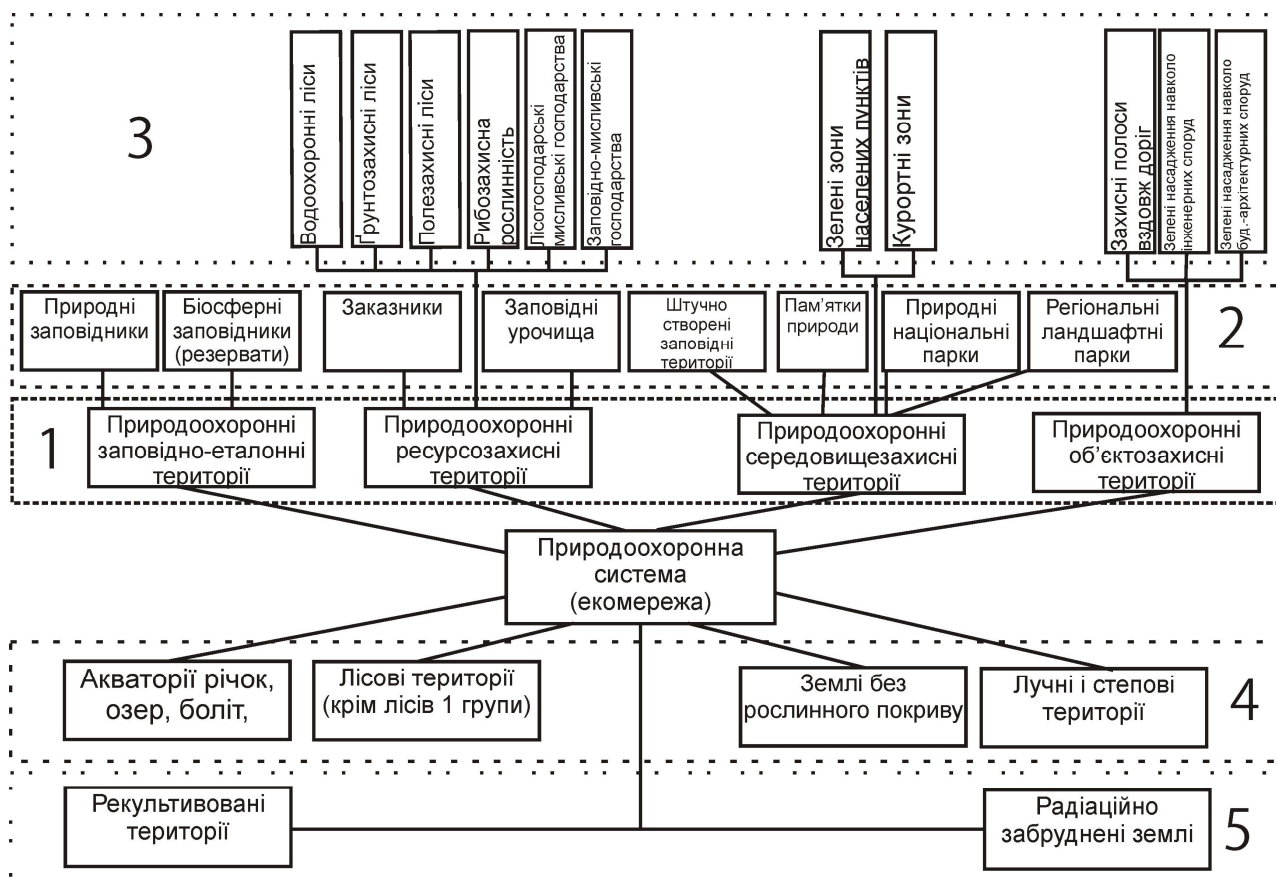 3
Водоохоронні ліси
Ґрунтозахисні ліси
Полезахисні ліси
Рибозахисна
рослинність
Лісогосподарські
мисливські господарства
Заповідно-мисливські
господарства
Зелені зони
населених пунктів
Курортні зони
Захисні полоси
вздовж доріг
Зелені насадження навколо
інженерних споруд
Зелені насадження навколо
буд.-архітектурних споруд
Природні
заповідники
Біосферні
заповідники
(резервати)
Заказники
Заповідні
урочища
Штучно
створені
заповідні
території
Пам’ятки
природи
Природні
національні
парки
Регіональні
ландшафтні
парки
2
1
Природоохоронні
заповідно-еталонні
території
Природоохоронні
ресурсозахисні
території
Природоохоронні
середовищезахисні
території
Природоохоронні
об’єктозахисні
території
Природоохоронна
система
(екомережа)
Акваторії річок,
озер, боліт,
Лісові території
(крім лісів 1 групи)
Землі без
рослинного покриву
Лучні і степові
території
4
Рекультивовані
території
Радіаційно
забруднені землі
5